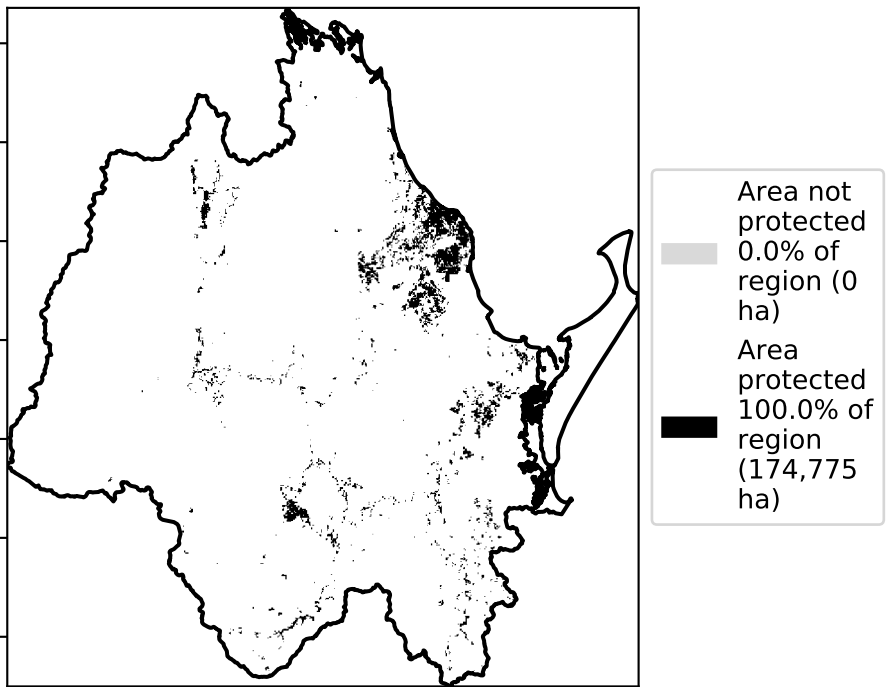 Area not
protected
0.0% of
region (0
ha)
Area
protected
100.0% of
region
(174,775
ha)